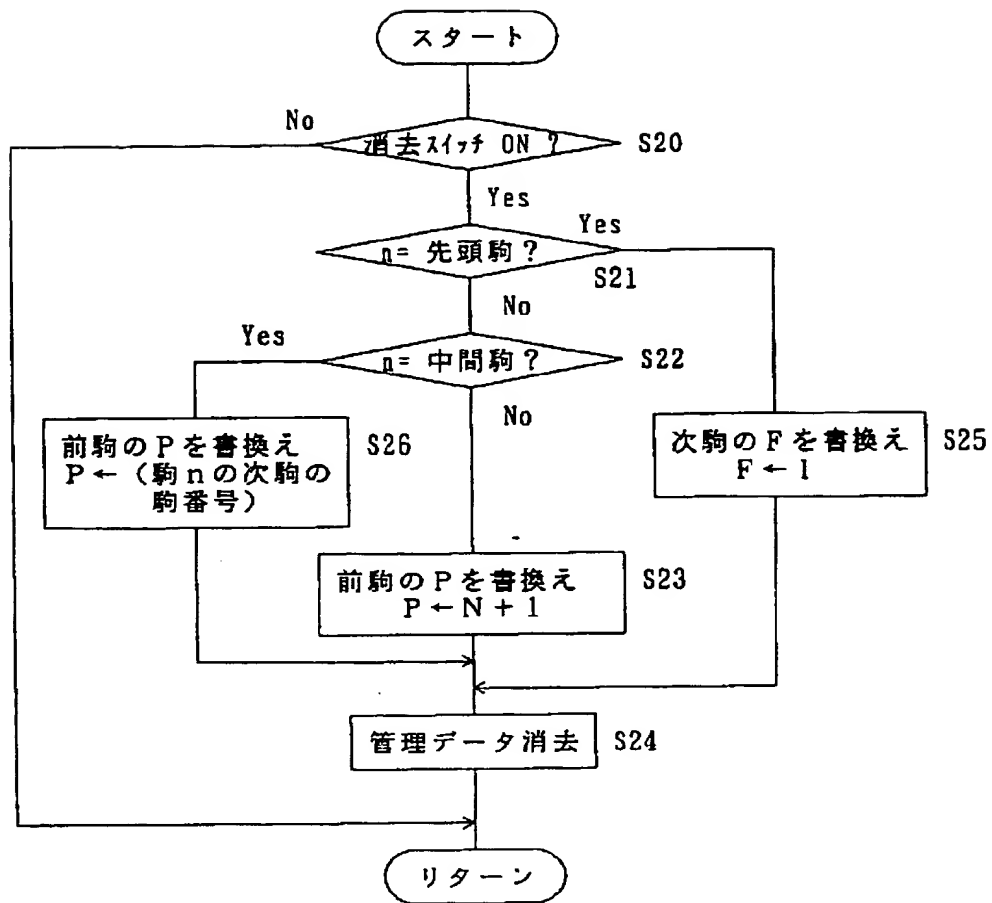 スタート
No
消去スイッチ ON ?
S20
Yes
Yes
n= 先頭駒?
S21
No
Yes
n= 中間駒?
S22
No
前駒のPを書換え
P←(駒nの次駒の
駒番号)
S26
次駒のFを書換え
F←1
S25
前駒のPを書換え
P←N+1
S23
管理データ消去
S24
リターン